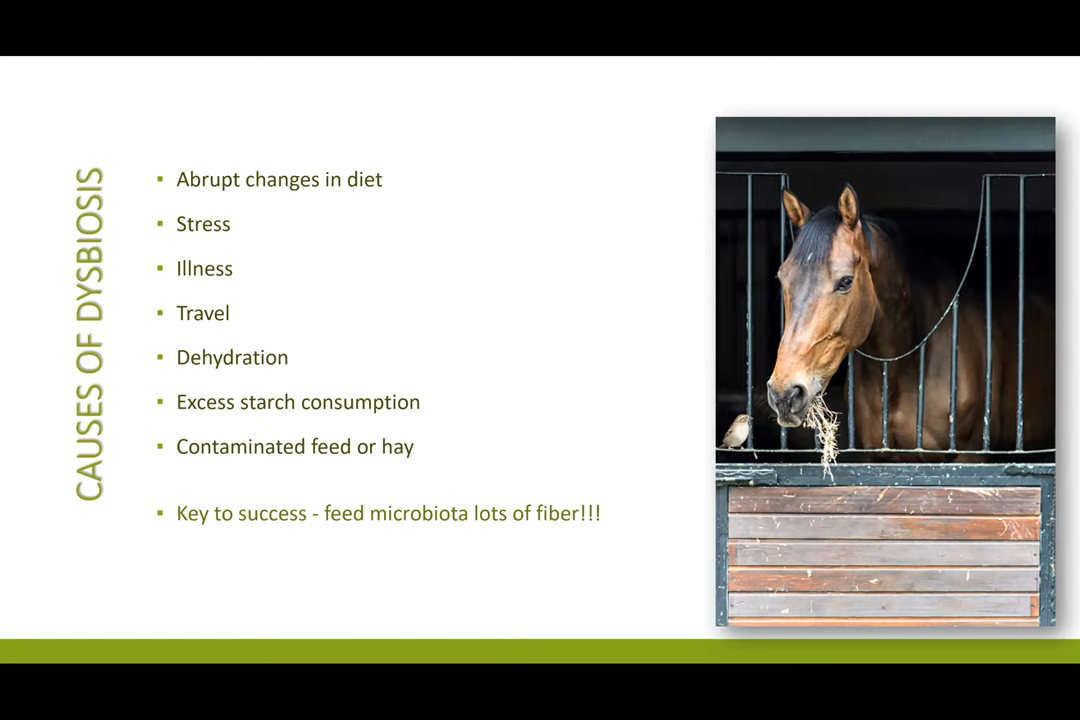 CAUSES OF DYSBIOSIS
▪ Abrupt changes in diet
▪ Stress
▪ Illness
▪ Travel
▪ Dehydration
▪ Excess starch consumption
▪ Contaminated feed or hay
▪ Key to success - feed microbiota lots of fiber!!!